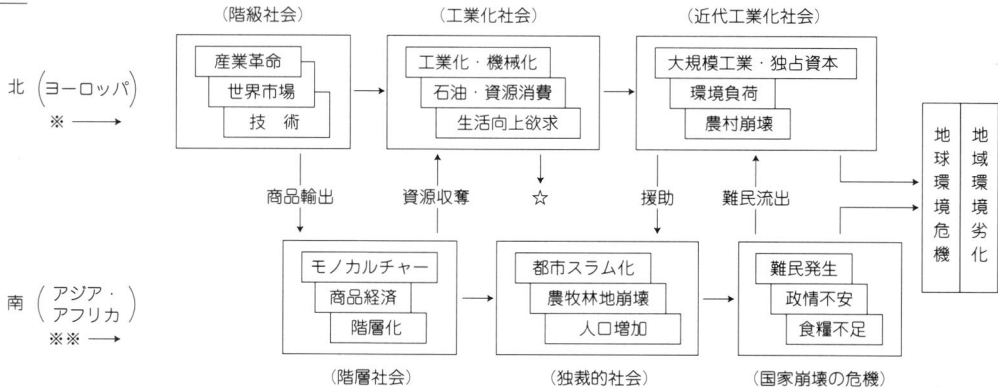 (階級社会)
(工業化社会)
(近代工業化社会)
北 (ヨーロッパ)
※ →
産業革命
世界市場
技 術
工業化・機械化
石油・資源消費
生活向上欲求
大規模工業・独占資本
環境負荷
農村崩壊
地球環境危機
地域環境劣化
商品輸出
資源収奪
☆
援助
難民流出
南 (アジア・
アフリカ)
※※ →
モノカルチャー
商品経済
階層化
都市スラム化
農牧林地崩壊
人口増加
難民発生
政情不安
食糧不足
(階層社会)
(独裁的社会)
(国家崩壊の危機)